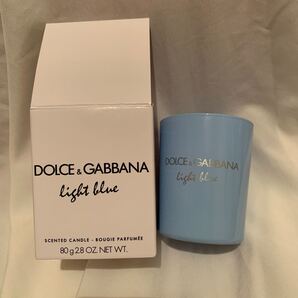 DOLCE & GABBANA
light blue
SCENTED CANDLE - BOUGIE PARFUMÉE
80 g 2.8 OZ. NET WT.
DOLCE & GABBANA
light blue